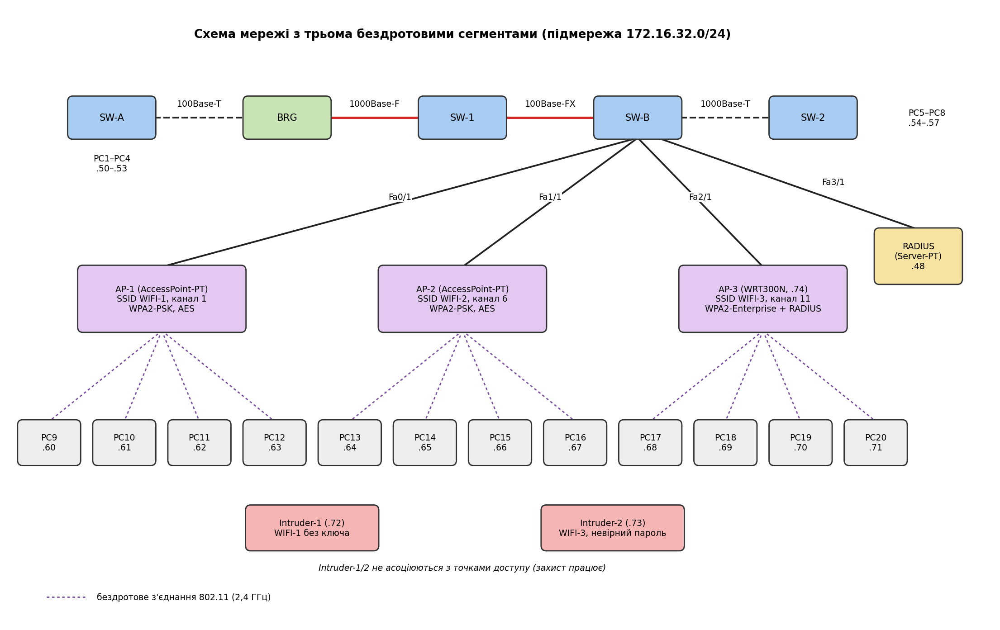 Схема мережі з трьома бездротовими сегментами (підмережа 172.16.32.0/24)
SW-A
100Base-T
BRG
1000Base-F
SW-1
100Base-FX
SW-B
1000Base-T
SW-2
PC5–PC8
.54–.57
PC1–PC4
.50–.53
Fa0/1
Fa1/1
Fa2/1
Fa3/1
RADIUS
(Server-PT)
.48
AP-1 (AccessPoint-PT)
SSID WIFI-1, канал 1
WPA2-PSK, AES
AP-2 (AccessPoint-PT)
SSID WIFI-2, канал 6
WPA2-PSK, AES
AP-3 (WRT300N, .74)
SSID WIFI-3, канал 11
WPA2-Enterprise + RADIUS
PC9
.60
PC10
.61
PC11
.62
PC12
.63
PC13
.64
PC14
.65
PC15
.66
PC16
.67
PC17
.68
PC18
.69
PC19
.70
PC20
.71
Intruder-1 (.72)
WIFI-1 без ключа
Intruder-2 (.73)
WIFI-3, невірний пароль
Intruder-1/2 не асоціюються з точками доступу (захист працює)
бездротове з'єднання 802.11 (2,4 ГГц)